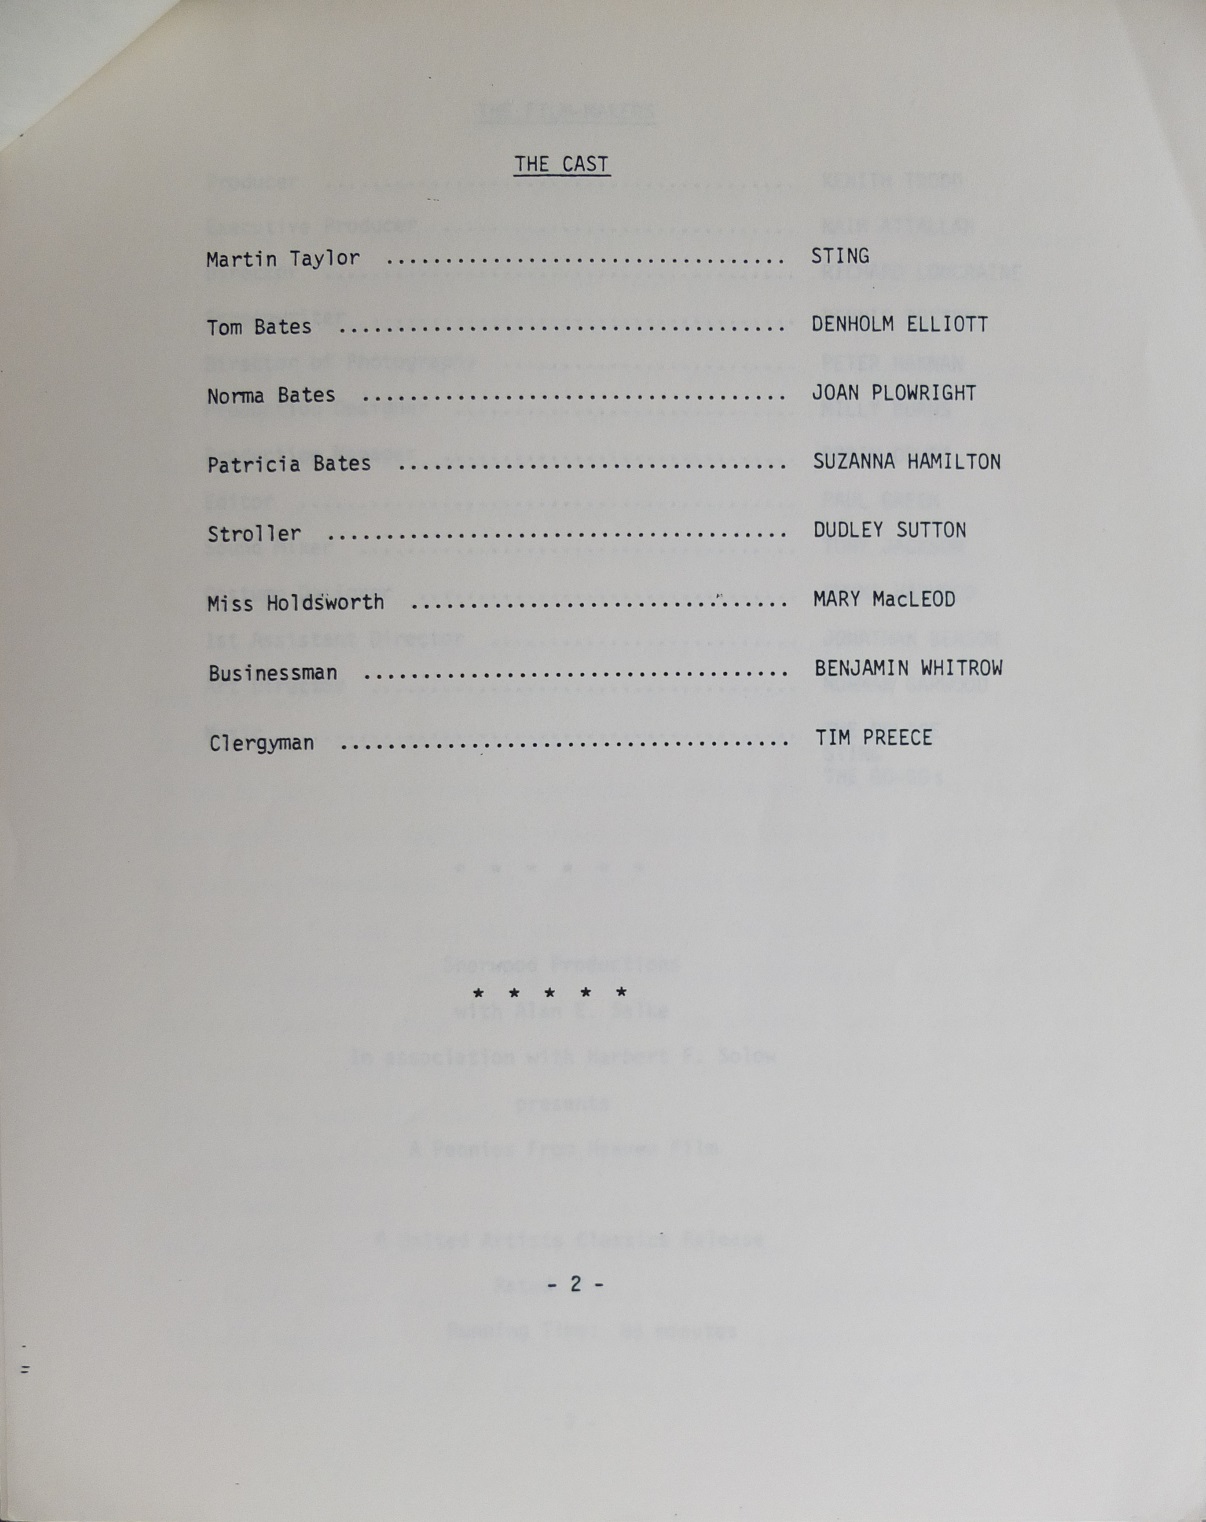 THE CAST
Martin Taylor .................................. STING
Tom Bates ...................................... DENHOLM ELLIOTT
Norma Bates .................................... JOAN PLOWRIGHT
Patricia Bates ................................. SUZANNA HAMILTON
Stroller ....................................... DUDLEY SUTTON
Miss Holdsworth ................................ MARY MacLEOD
Businessman .................................... BENJAMIN WHITROW
Clergyman ...................................... TIM PREECE
* * * * *
- 2 -